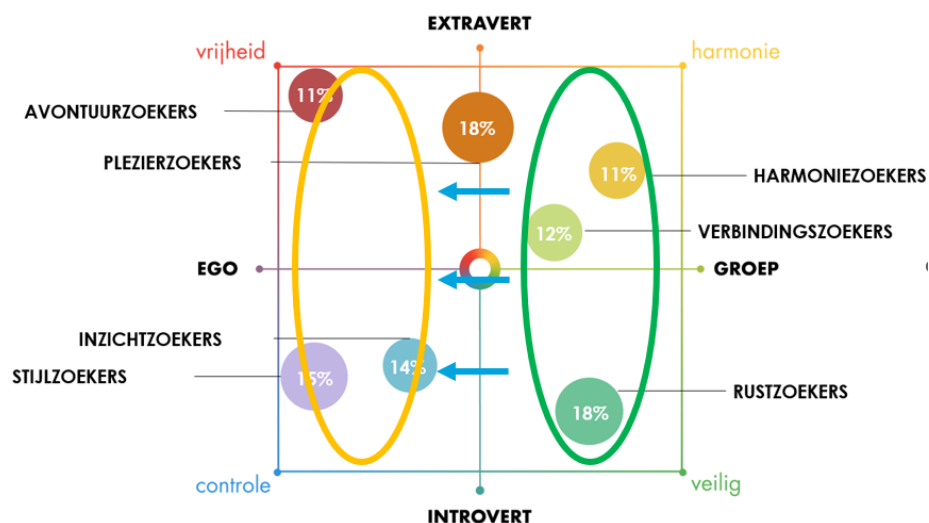 EXTRAVERT
vrijheid
harmonie
11%
AVONTUURZOEKERS
18%
PLEZIERZOEKERS
11%
HARMONIEZOEKERS
12%
VERBINDINGSZOEKERS
EGO
GROEP
INZICHTZOEKERS
14%
STIJLZOEKERS
15%
RUSTZOEKERS
18%
controle
veilig
INTROVERT